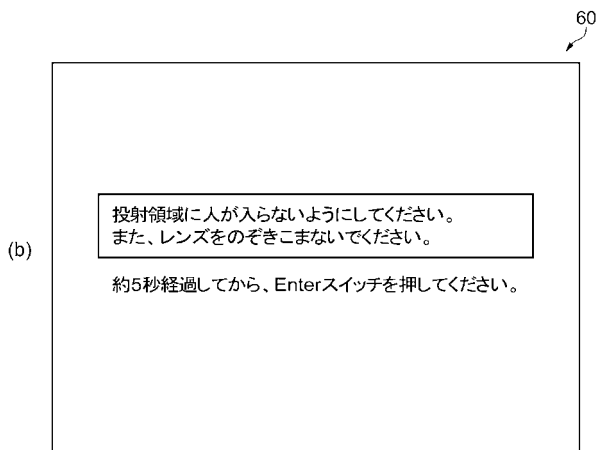 60
投射領域に人が入らないようにしてください。
また、レンズをのぞきこまないでください。
(b)
約5秒経過してから、Enterスイッチを押してください。